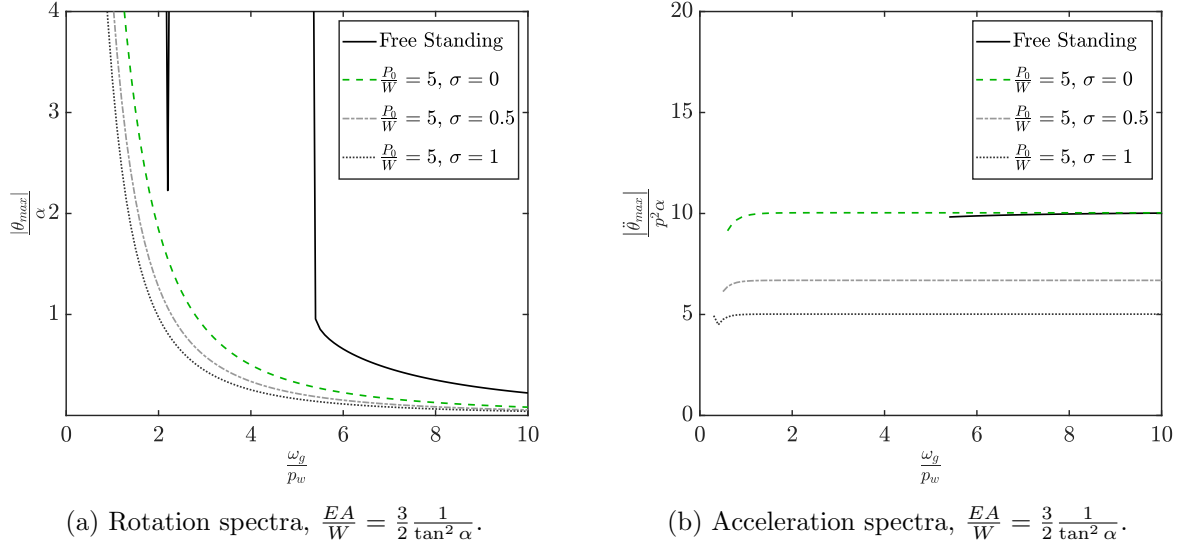 4
3
2
1
0
2
4
6
8
10
|θ_max|/α
ω_g/p_w
Free Standing
P_0/W = 5, σ = 0
P_0/W = 5, σ = 0.5
P_0/W = 5, σ = 1
(a) Rotation spectra, EA/W = 3/2 1/tan² α.
20
15
10
5
0
0
2
4
6
8
10
|θ̈_max|/p²α
ω_g/p_w
Free Standing
P_0/W = 5, σ = 0
P_0/W = 5, σ = 0.5
P_0/W = 5, σ = 1
(b) Acceleration spectra, EA/W = 3/2 1/tan² α.